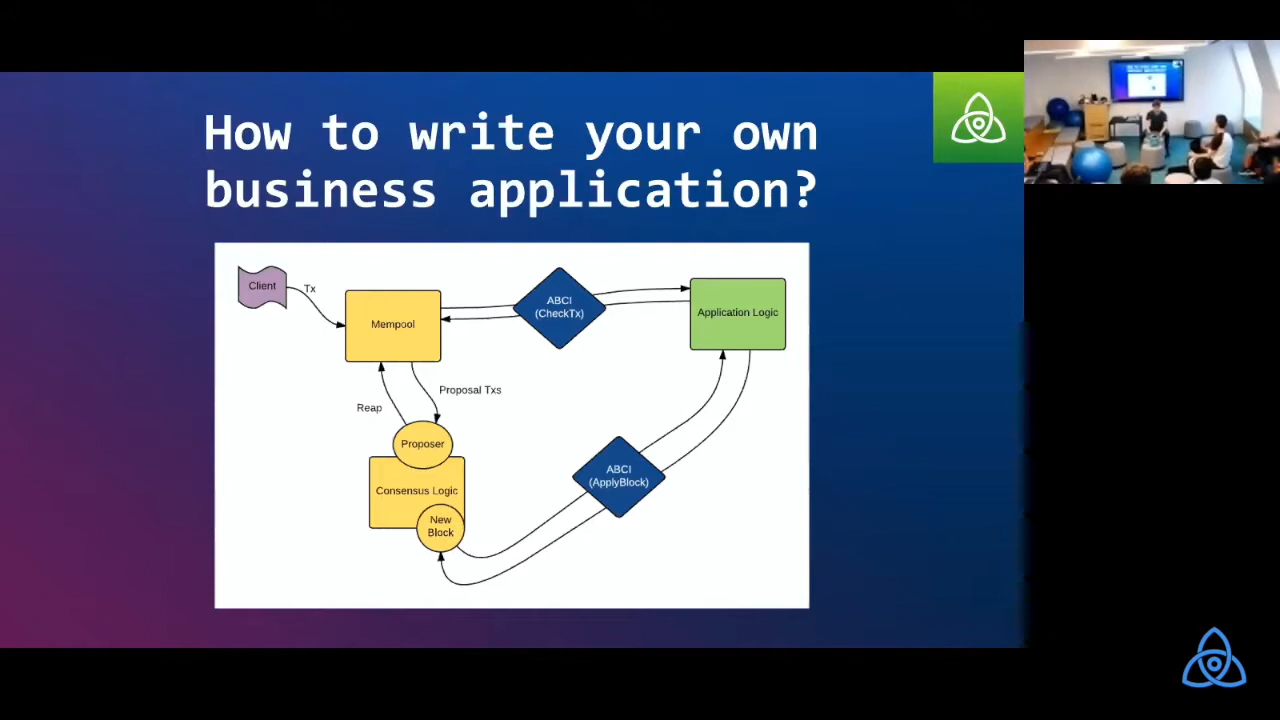 How to write your own
business application?
Client
Tx
Mempool
ABCI
(CheckTx)
Application Logic
Proposal Txs
Reap
Proposer
Consensus Logic
New
Block
ABCI
(ApplyBlock)